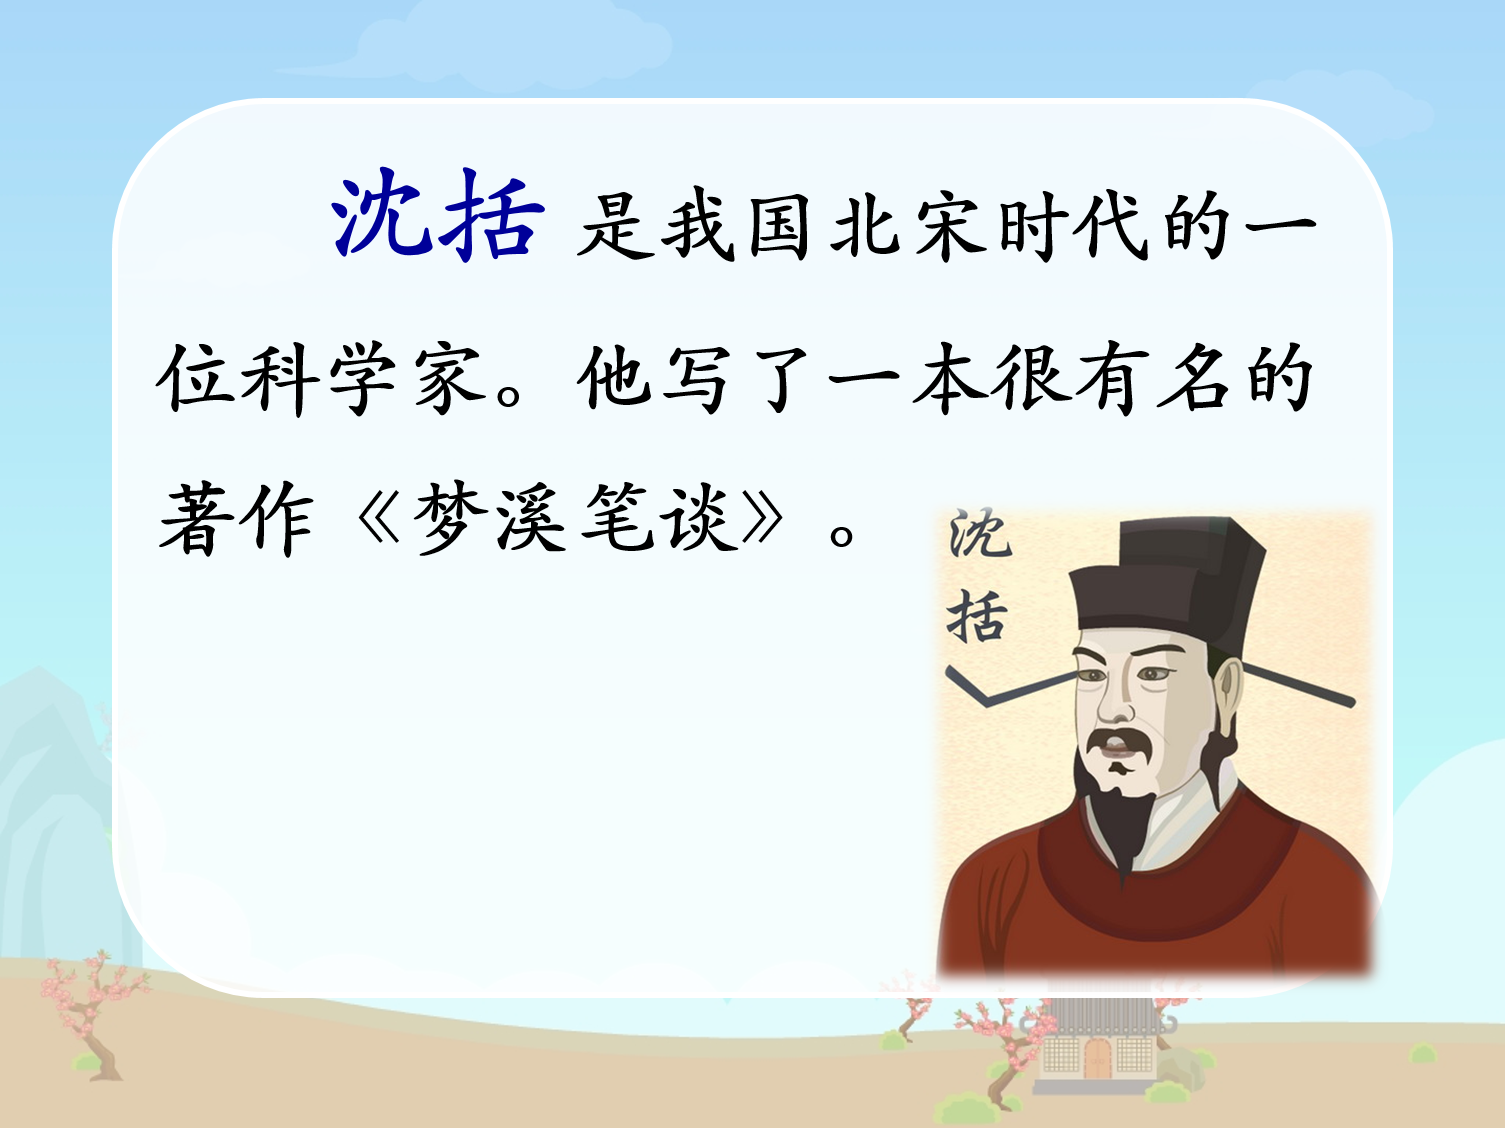 沈括是我国北宋时代的一
位科学家。他写了一本很有名的
著作《梦溪笔谈》。
沈
括